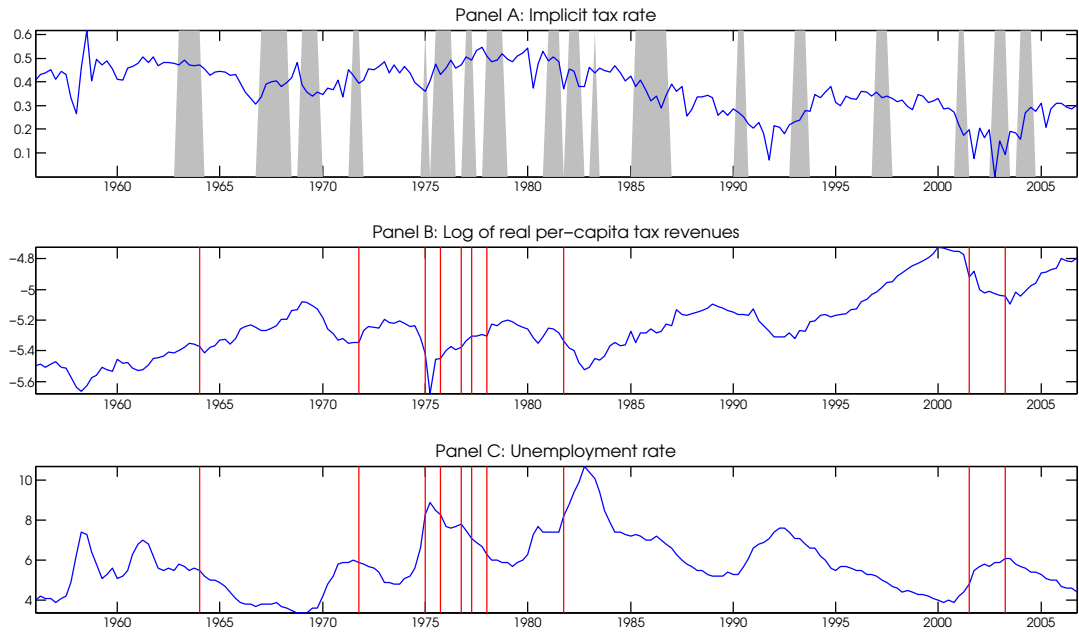 Panel A: Implicit tax rate
0.6
0.5
0.4
0.3
0.2
0.1
1960 1965 1970 1975 1980 1985 1990 1995 2000 2005
Panel B: Log of real per−capita tax revenues
−4.8
−5
−5.2
−5.4
−5.6
1960 1965 1970 1975 1980 1985 1990 1995 2000 2005
Panel C: Unemployment rate
10
8
6
4
1960 1965 1970 1975 1980 1985 1990 1995 2000 2005